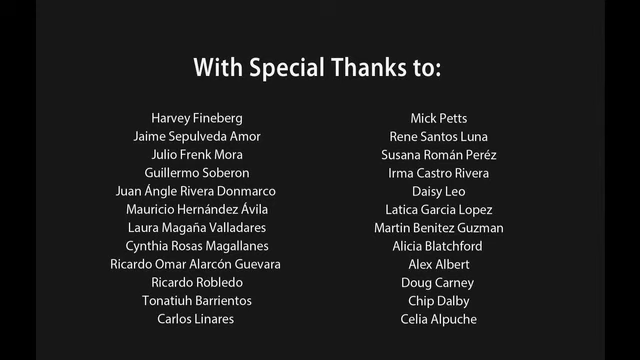 With Special Thanks to:
Harvey Fineberg
Jaime Sepulveda Amor
Julio Frenk Mora
Guillermo Soberon
Juan Ángle Rivera Donmarco
Mauricio Hernández Ávila
Laura Magaña Valladares
Cynthia Rosas Magallanes
Ricardo Omar Alarcón Guevara
Ricardo Robledo
Tonatiuh Barrientos
Carlos Linares
Mick Petts
Rene Santos Luna
Susana Román Peréz
Irma Castro Rivera
Daisy Leo
Latica Garcia Lopez
Martin Benitez Guzman
Alicia Blatchford
Alex Albert
Doug Carney
Chip Dalby
Celia Alpuche